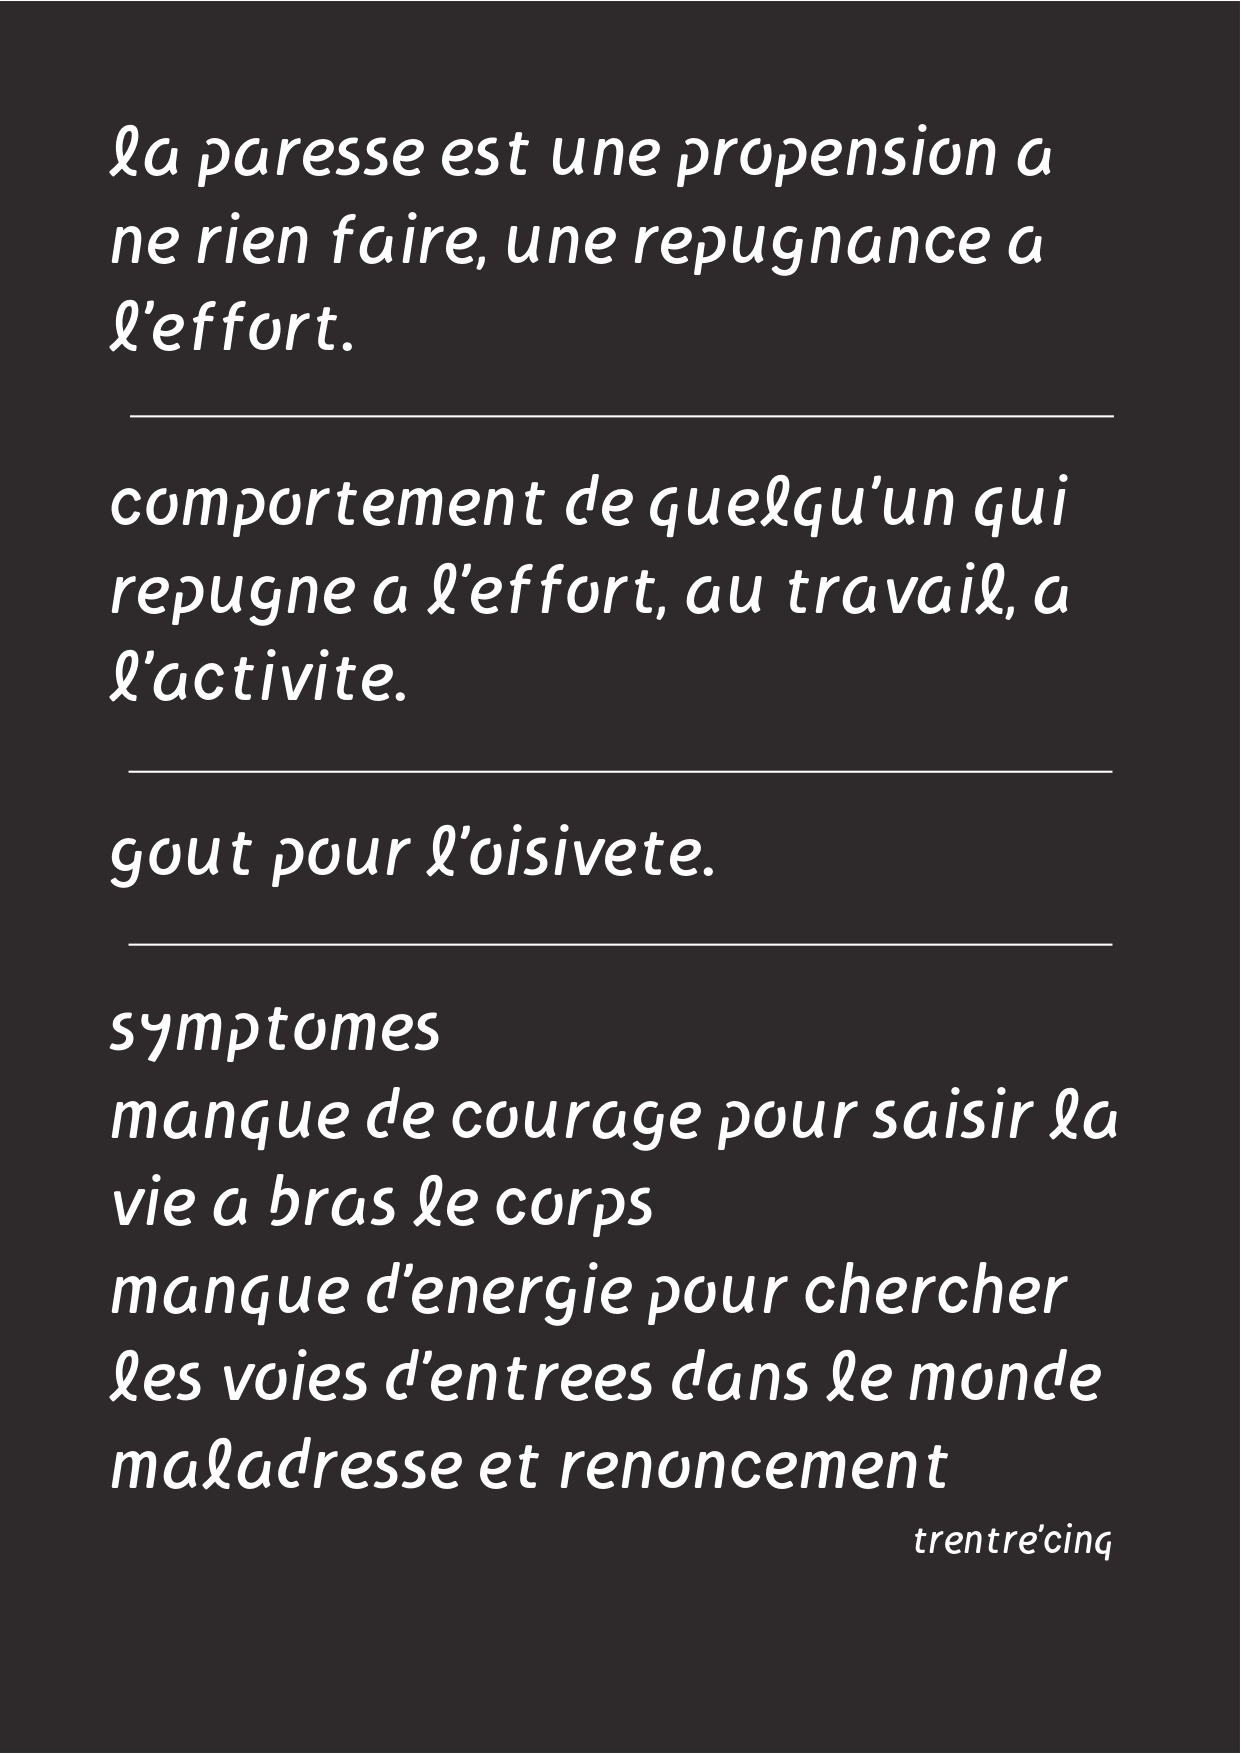 la paresse est une propension a
ne rien faire, une repugnance a
l'effort.
comportement de quelqu'un qui
repugne a l'effort, au travail, a
l'activite.
gout pour l'oisivete.
symptomes
manque de courage pour saisir la
vie a bras le corps
manque d'energie pour chercher
les voies d'entrees dans le monde
maladresse et renoncement
trentre'cinq